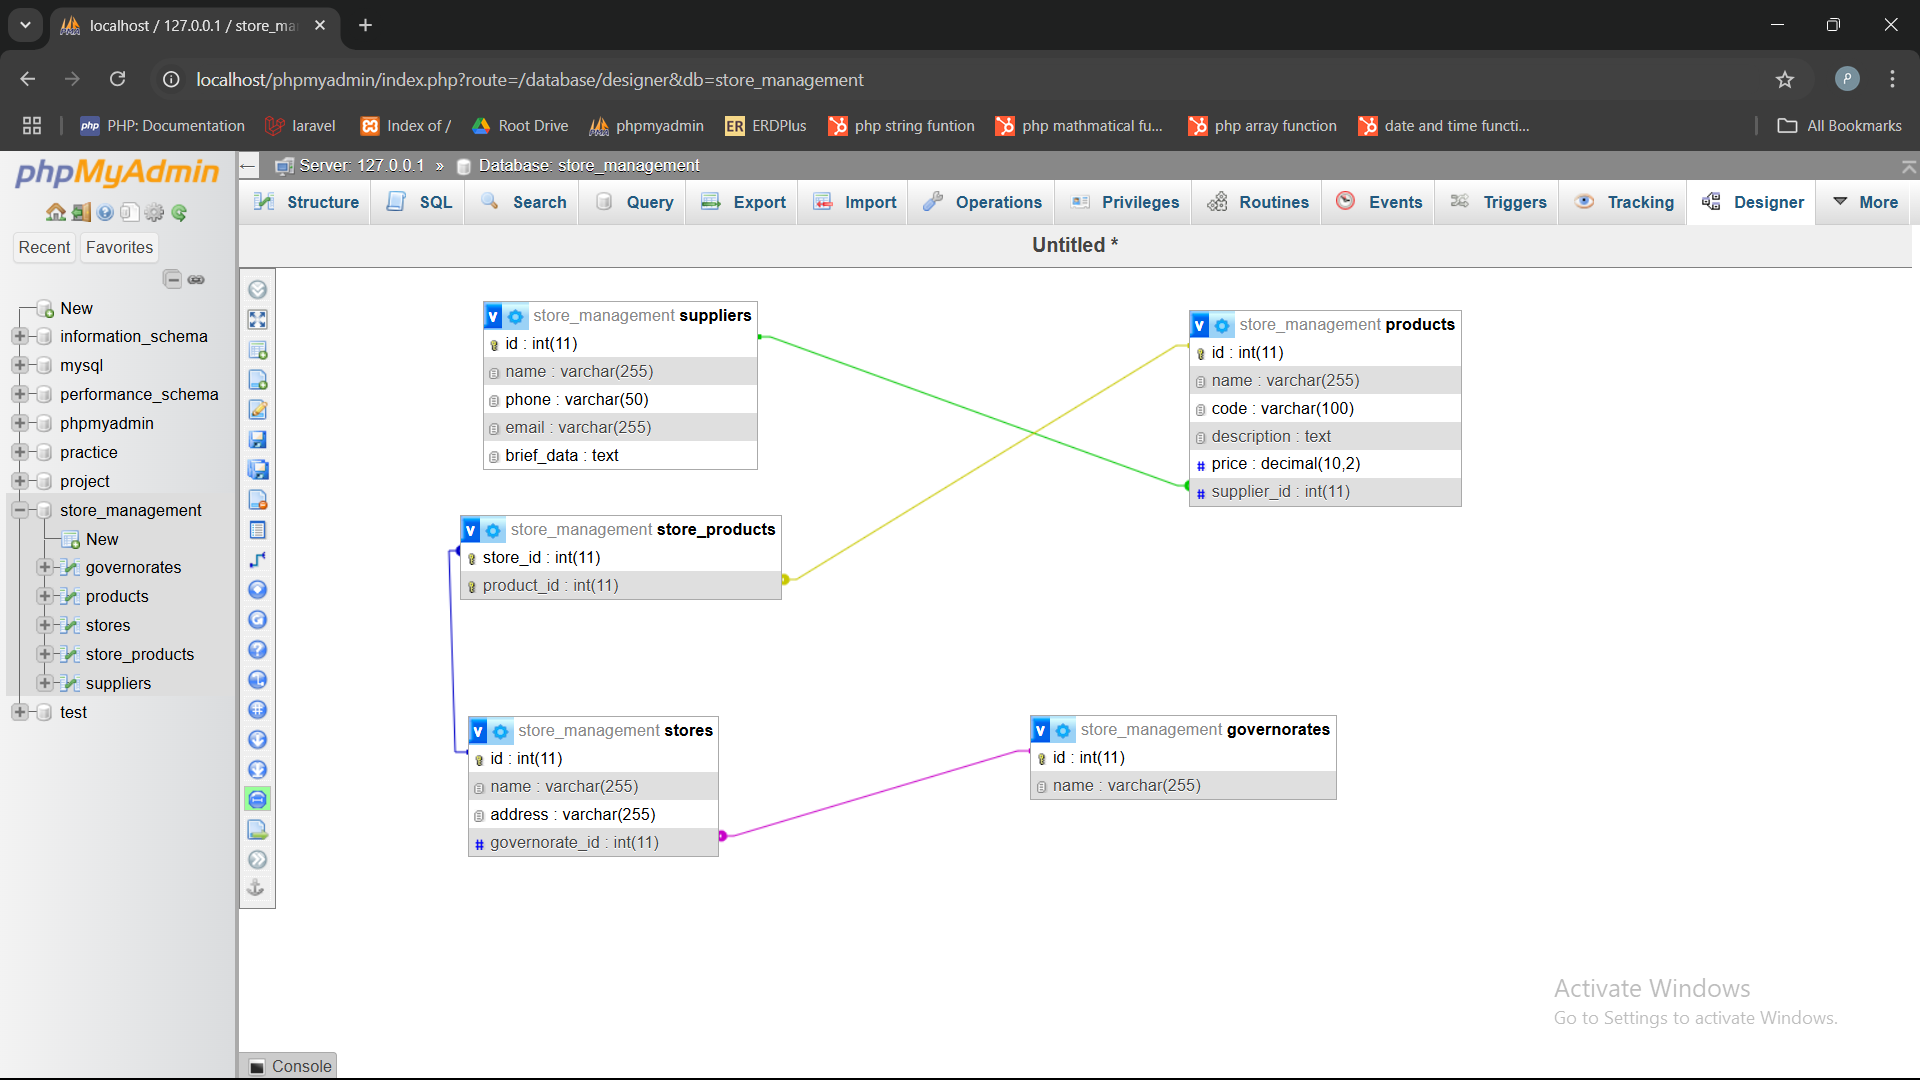 localhost / 127.0.0.1 / store_ma
localhost/phpmyadmin/index.php?route=/database/designer&db=store_management
PHP: Documentation
laravel
Index of /
Root Drive
phpmyadmin
ERDPlus
php string funtion
php mathmatical fu...
php array function
date and time functi...
All Bookmarks
phpMyAdmin
Recent
Favorites
New
information_schema
mysql
performance_schema
phpmyadmin
practice
project
store_management
New
governorates
products
stores
store_products
suppliers
test
Server: 127.0.0.1 » Database: store_management
Structure
SQL
Search
Query
Export
Import
Operations
Privileges
Routines
Events
Triggers
Tracking
Designer
More
Untitled *
v store_management suppliers
id : int(11)
name : varchar(255)
phone : varchar(50)
email : varchar(255)
brief_data : text
v store_management products
id : int(11)
name : varchar(255)
code : varchar(100)
description : text
# price : decimal(10,2)
# supplier_id : int(11)
v store_management store_products
store_id : int(11)
product_id : int(11)
v store_management stores
id : int(11)
name : varchar(255)
address : varchar(255)
# governorate_id : int(11)
v store_management governorates
id : int(11)
name : varchar(255)
Activate Windows
Go to Settings to activate Windows.
Console